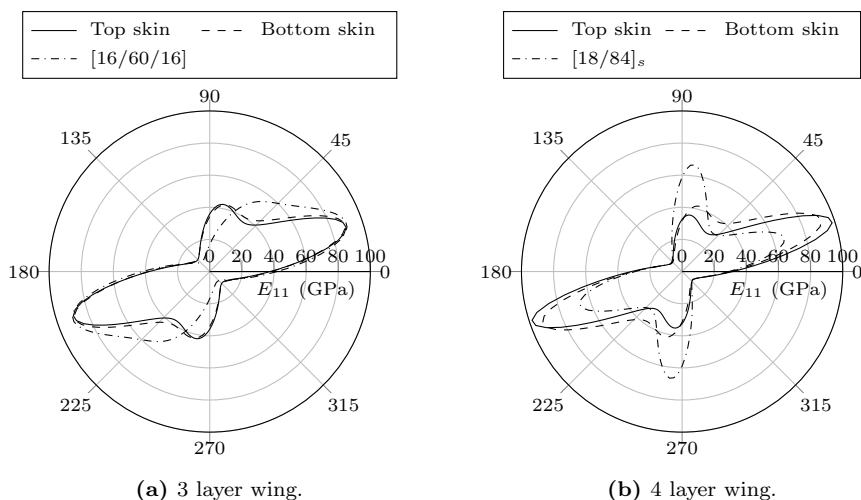 Top skin Bottom skin
[16/60/16]
90
135 45
180 0 20 40 60 80 100 0
E11 (GPa)
225 315
270
(a) 3 layer wing.
Top skin Bottom skin
[18/84]s
90
135 45
180 0 20 40 60 80 100 0
E11 (GPa)
225 315
270
(b) 4 layer wing.